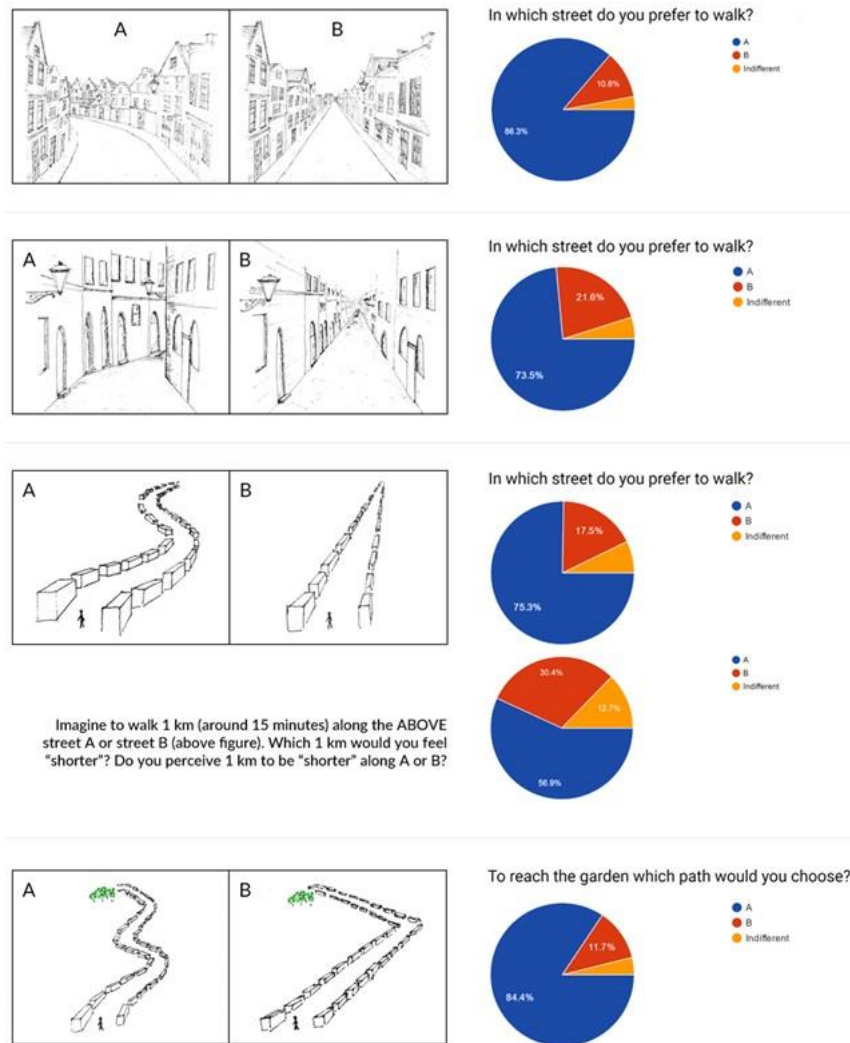 A
B
In which street do you prefer to walk?
A
B
Indifferent
10.8%
86.3%
A
B
In which street do you prefer to walk?
A
B
Indifferent
21.6%
73.5%
A
B
In which street do you prefer to walk?
A
B
Indifferent
17.5%
75.3%
Imagine to walk 1 km (around 15 minutes) along the ABOVE
street A or street B (above figure). Which 1 km would you feel
“shorter”? Do you perceive 1 km to be “shorter” along A or B?
A
B
Indifferent
30.4%
12.7%
56.9%
A
B
To reach the garden which path would you choose?
A
B
Indifferent
11.7%
84.4%